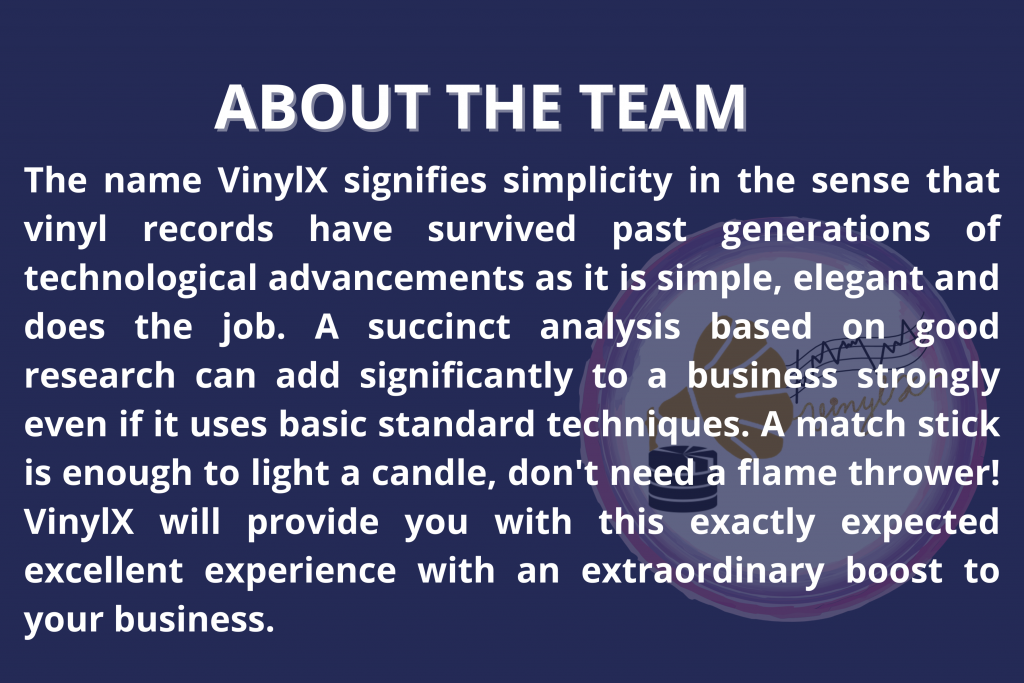 ABOUT THE TEAM
The name VinylX signifies simplicity in the sense that
vinyl records have survived past generations of
technological advancements as it is simple, elegant and
does the job. A succinct analysis based on good
research can add significantly to a business strongly
even if it uses basic standard techniques. A match stick
is enough to light a candle, don't need a flame thrower!
VinylX will provide you with this exactly expected
excellent experience with an extraordinary boost to
your business.